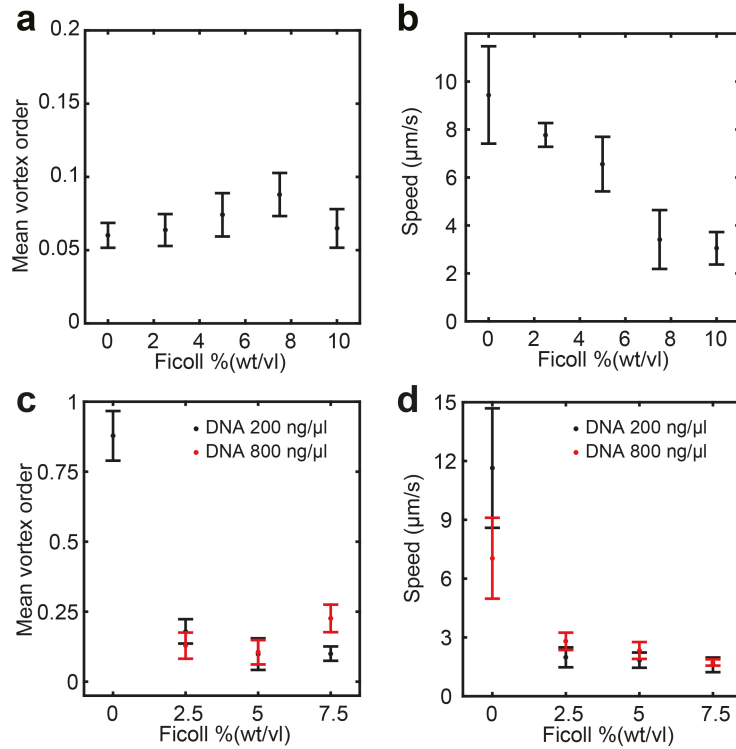 a
0.2
0.15
0.1
0.05
0
Mean vortex order
0 2 4 6 8 10
Ficoll %(wt/vl)
b
10
8
6
4
2
0
Speed (µm/s)
0 2 4 6 8 10
Ficoll %(wt/vl)
c
1
0.75
0.5
0.25
0
Mean vortex order
DNA 200 ng/µl
DNA 800 ng/µl
0 2.5 5 7.5
Ficoll %(wt/vl)
d
15
12
9
6
3
0
Speed (µm/s)
DNA 200 ng/µl
DNA 800 ng/µl
0 2.5 5 7.5
Ficoll %(wt/vl)